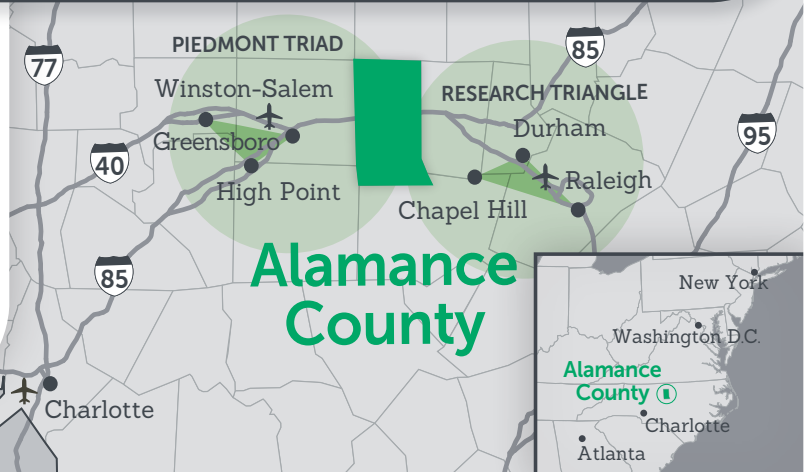 PIEDMONT TRIAD
85
77
Winston-Salem
RESEARCH TRIANGLE
95
Durham
Greensboro
40
High Point
Raleigh
Chapel Hill
85
Alamance
County
Charlotte
New York
Washington D.C.
Alamance
County
Charlotte
Atlanta